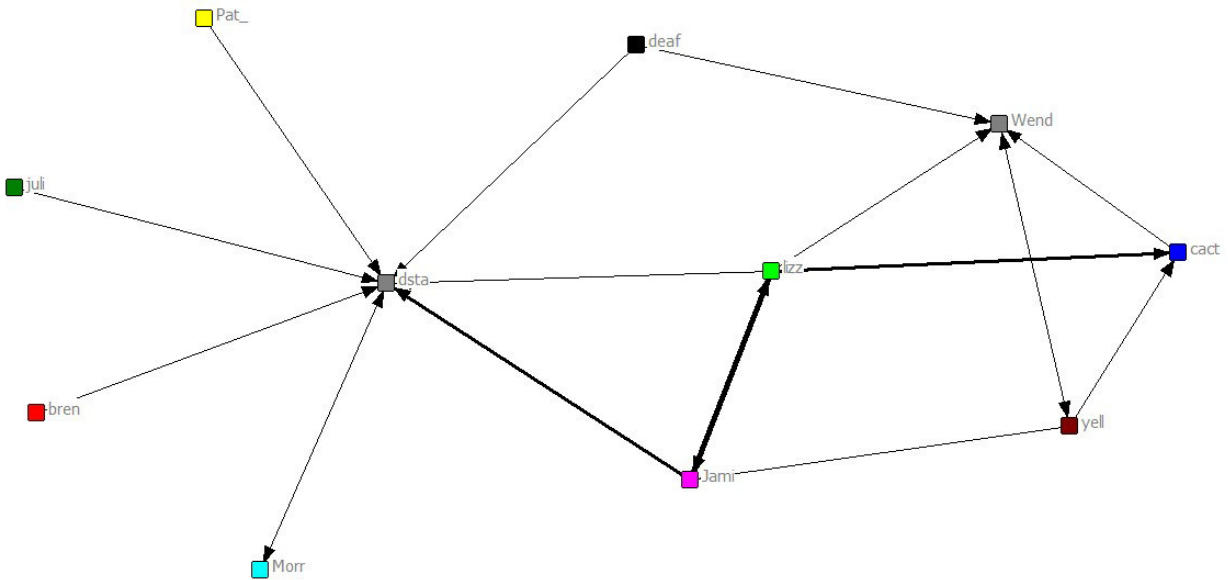 Pat_
deaf
Wend
juli
cact
lizz
dsta
bren
yell
Jami
Morr